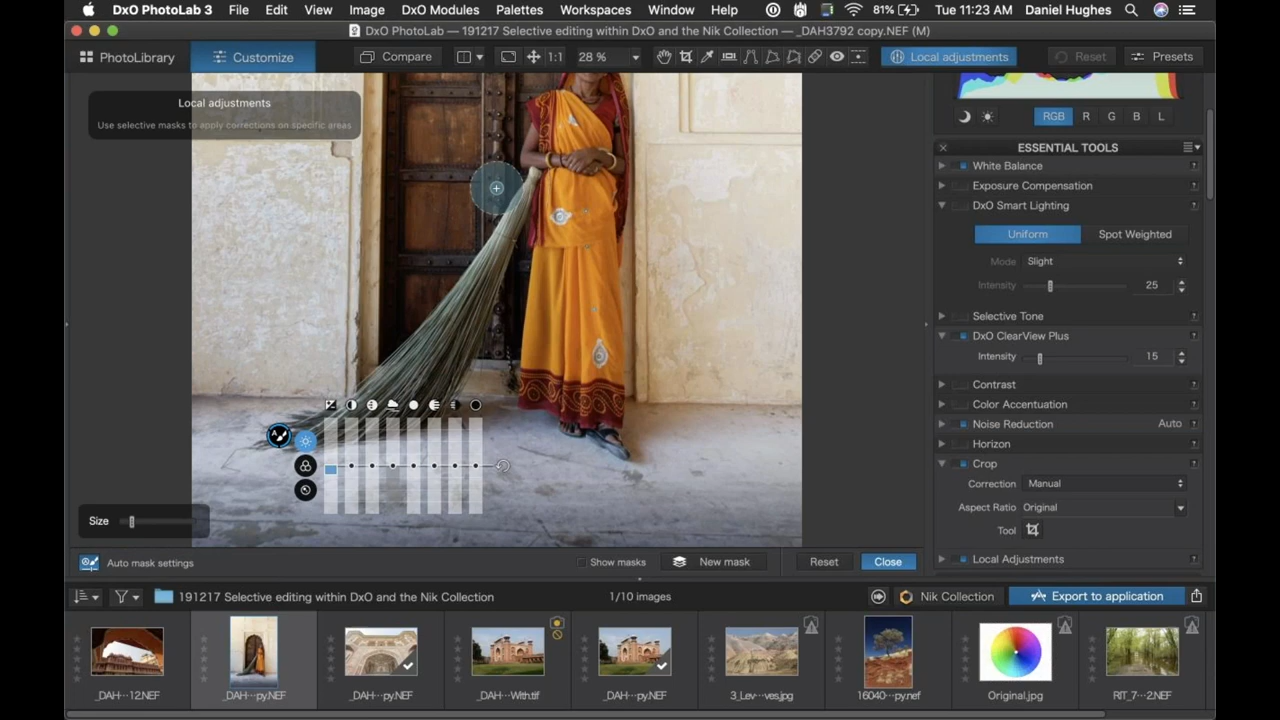 DxO PhotoLab 3 File Edit View Image DxO Modules Palettes Workspaces Window Help 81% Tue 11:23 AM Daniel Hughes
DxO PhotoLab — 191217 Selective editing within DxO and the Nik Collection — _DAH3792 copy.NEF (M)
PhotoLibrary Customize Compare 1:1 28 % Local adjustments Reset Presets
Local adjustments
Use selective masks to apply corrections on specific areas
RGB R G B L
ESSENTIAL TOOLS
White Balance ?
Exposure Compensation ?
DxO Smart Lighting ?
Uniform Spot Weighted
Mode Slight
Intensity 25
Selective Tone ?
DxO ClearView Plus ?
Intensity 15
Contrast ?
Color Accentuation ?
Noise Reduction Auto ?
Horizon ?
Crop ?
Correction Manual
Aspect Ratio Original
Tool
Local Adjustments ?
Size
Auto mask settings Show masks New mask Reset Close
191217 Selective editing within DxO and the Nik Collection 1/10 images Nik Collection Export to application
_DAH···12.NEF _DAH···py.NEF _DAH···py.NEF _DAH···With.tif _DAH···py.NEF 3_Lev···ves.jpg 16040···py.nef Original.jpg RIT_7···2.NEF